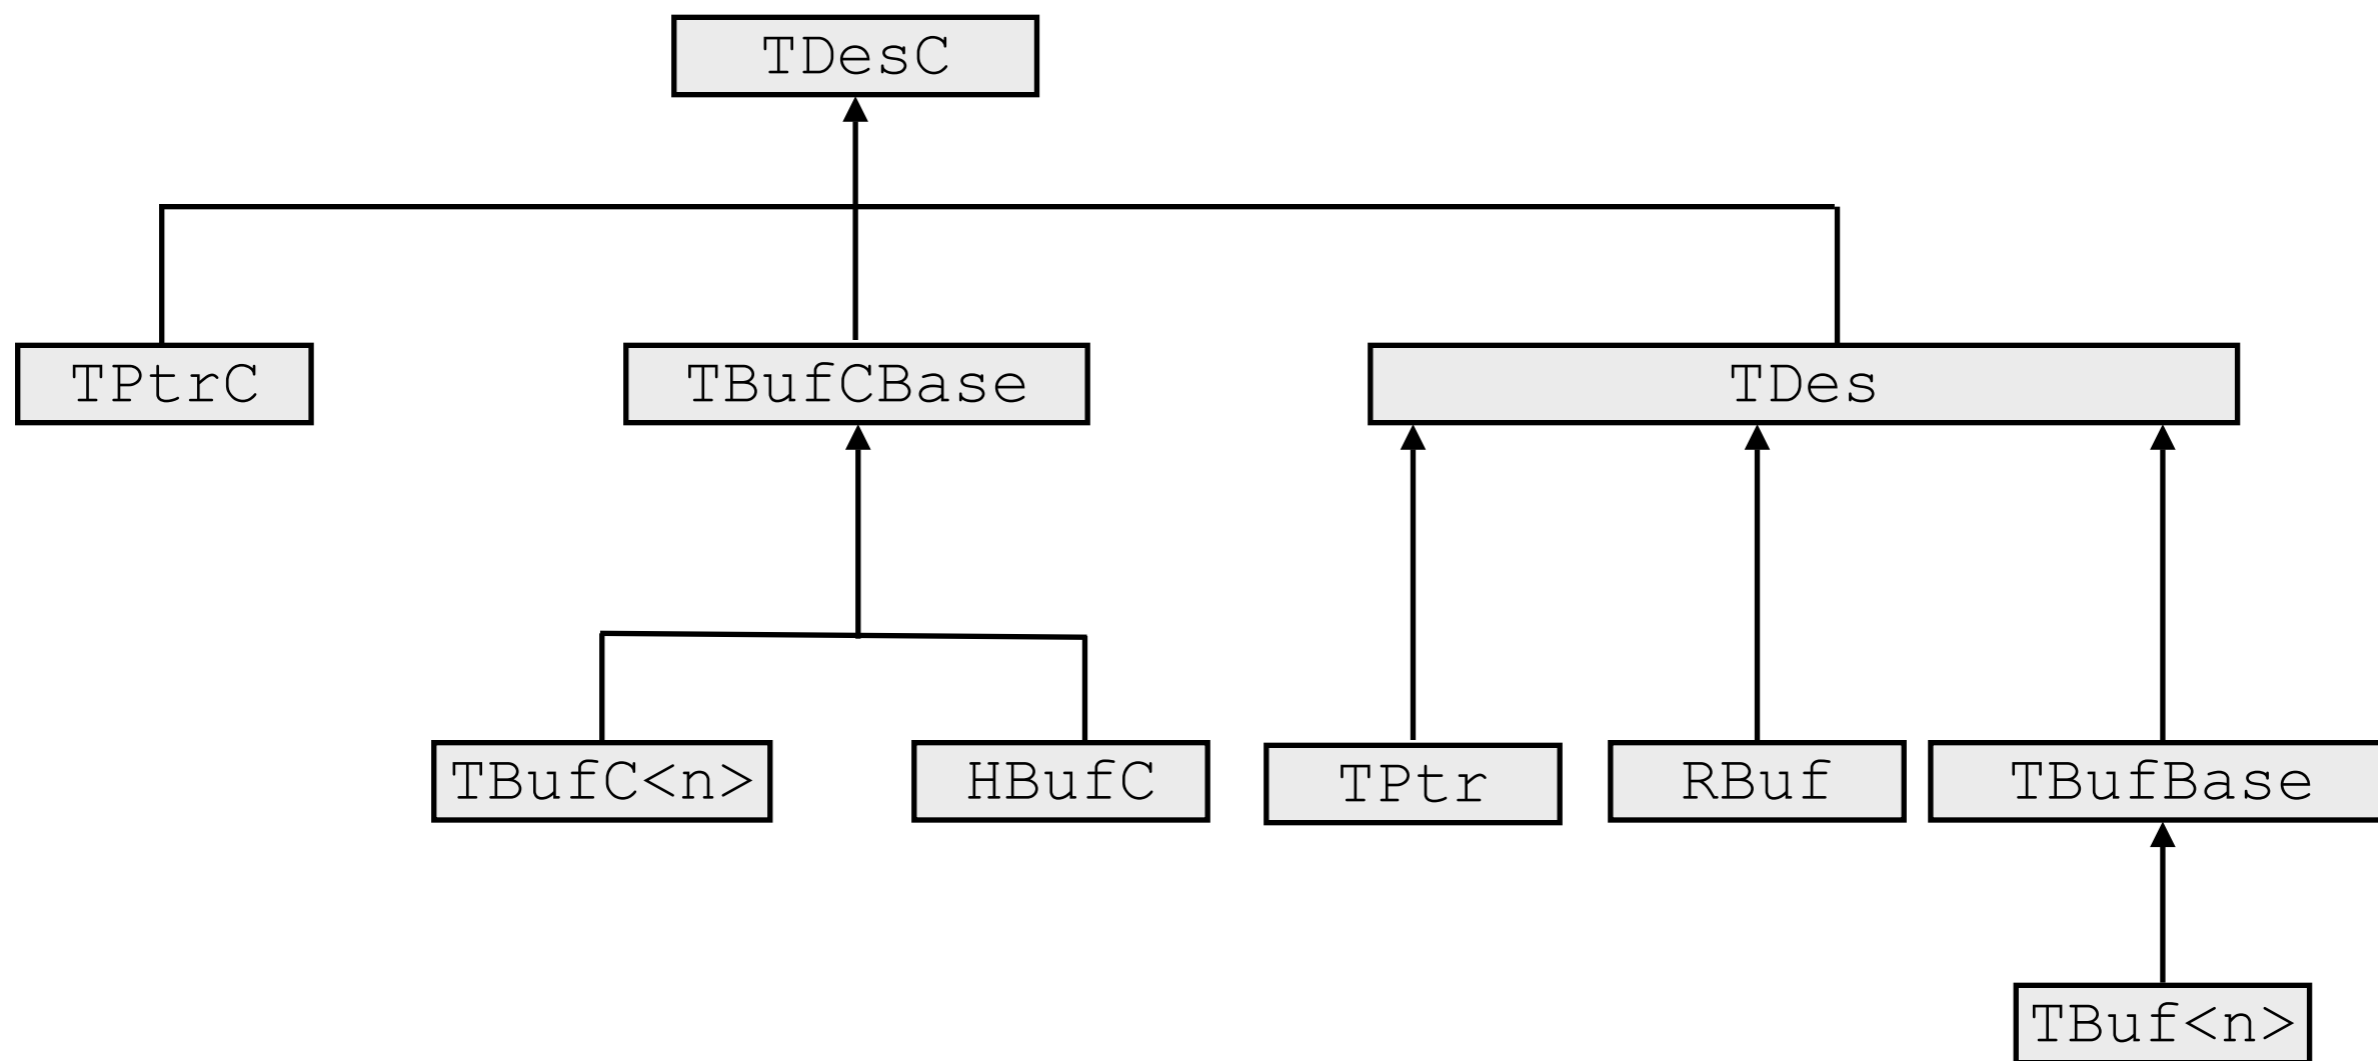 TDesC
TPtrC
TBufCBase
TDes
TBufC<n>
HBufC
TPtr
RBuf
TBufBase
TBuf<n>